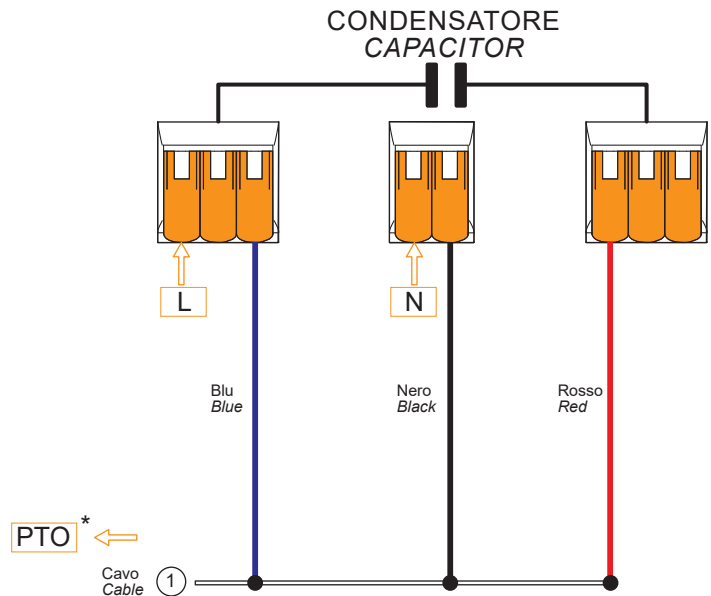 CONDENSATORE
CAPACITOR
L
N
Blu
Blue
Nero
Black
Rosso
Red
PTO *
Cavo
Cable
1